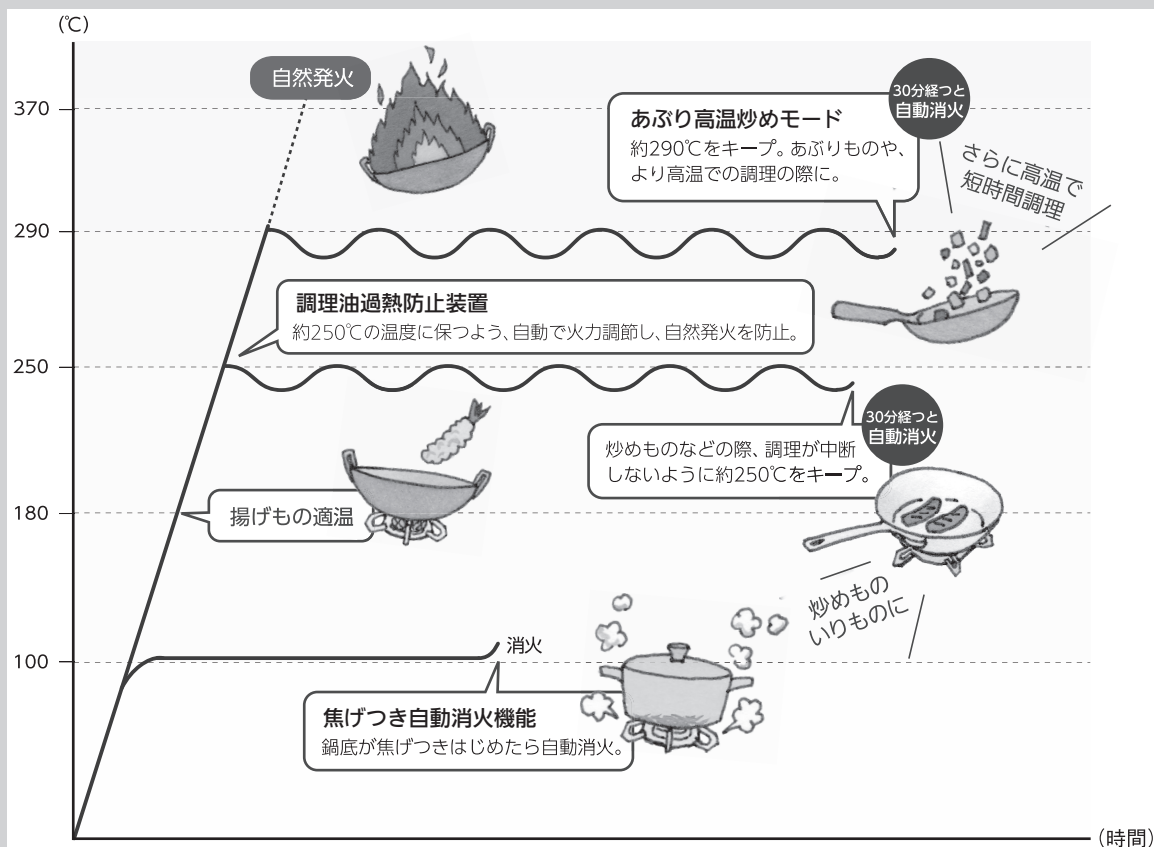 (℃)
370
290
250
180
100
自然発火
あぶり高温炒めモード
約290℃をキープ。あぶりものや、
より高温での調理の際に。
30分経つと
自動消火
さらに高温で
短時間調理
調理油過熱防止装置
約250℃の温度に保つよう、自動で火力調節し、自然発火を防止。
炒めものなどの際、調理が中断
しないように約250℃をキープ。
30分経つと
自動消火
揚げもの適温
炒めもの
いりものに
消火
焦げつき自動消火機能
鍋底が焦げつきはじめたら自動消火。
(時間)